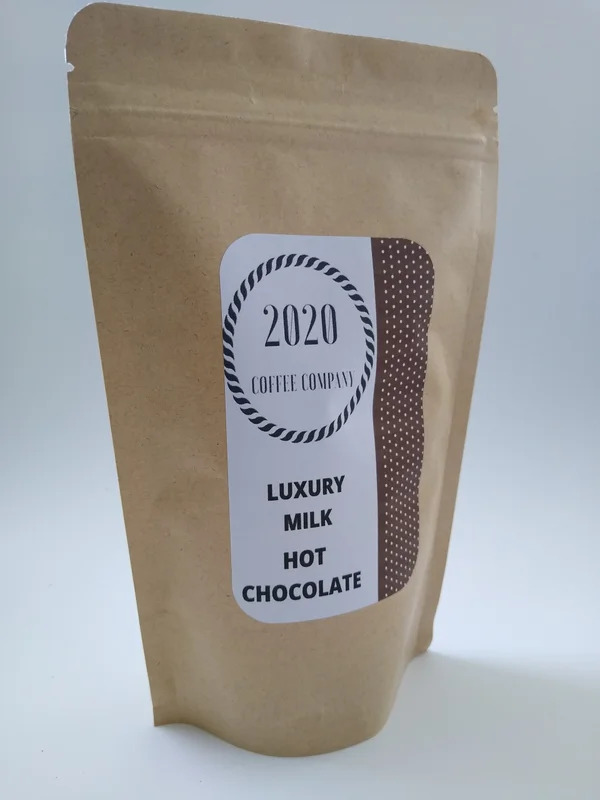 2020
COFFEE COMPANY
LUXURY
MILK
HOT
CHOCOLATE